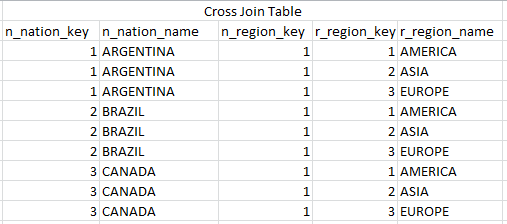 Cross Join Table
n_nation_key n_nation_name n_region_key r_region_key r_region_name
1 ARGENTINA 1 1 AMERICA
1 ARGENTINA 1 2 ASIA
1 ARGENTINA 1 3 EUROPE
2 BRAZIL 1 1 AMERICA
2 BRAZIL 1 2 ASIA
2 BRAZIL 1 3 EUROPE
3 CANADA 1 1 AMERICA
3 CANADA 1 2 ASIA
3 CANADA 1 3 EUROPE